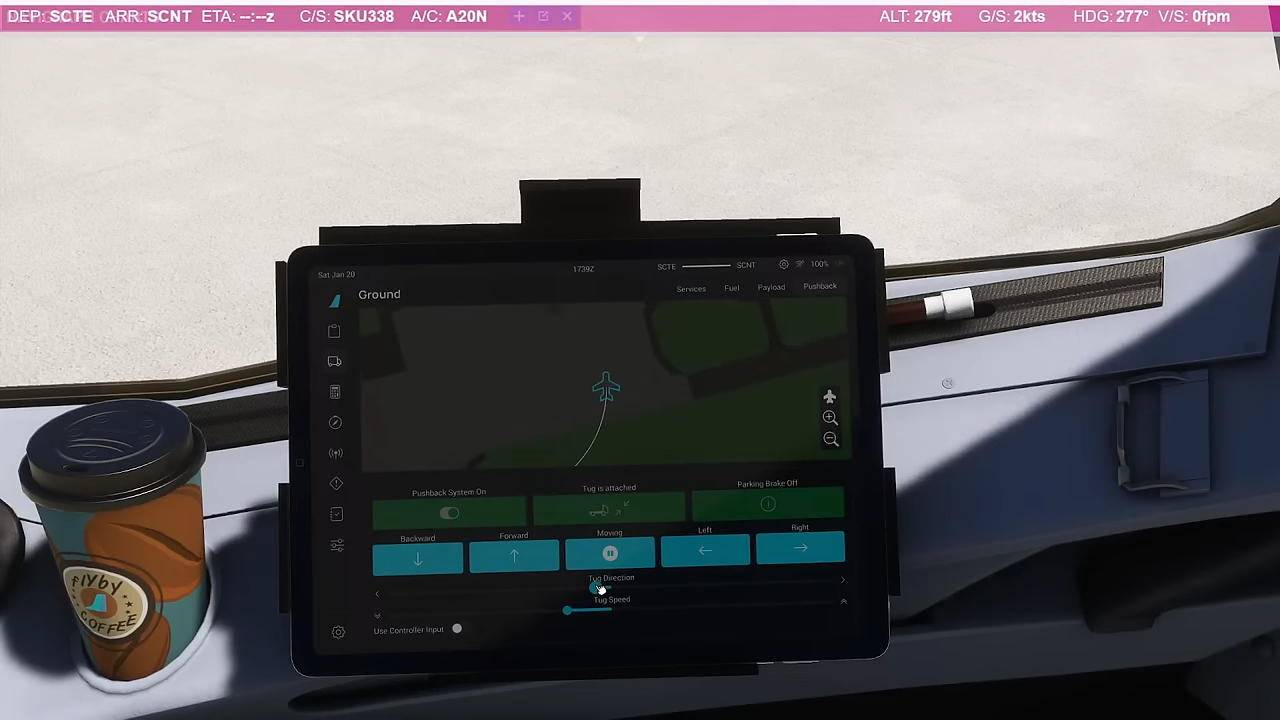 DEP: SCTE ARR: SCNT ETA: --:--z C/S: SKU338 A/C: A20N ALT: 279ft G/S: 2kts HDG: 277° V/S: 0fpm
Sat Jan 20 1739Z SCTE SCNT 100%
Ground Services Fuel Payload Pushback
Pushback System On Tug is attached Parking Brake Off
Backward Forward Moving Left Right
Tug Direction
Tug Speed
Use Controller Input
flyby
COFFEE